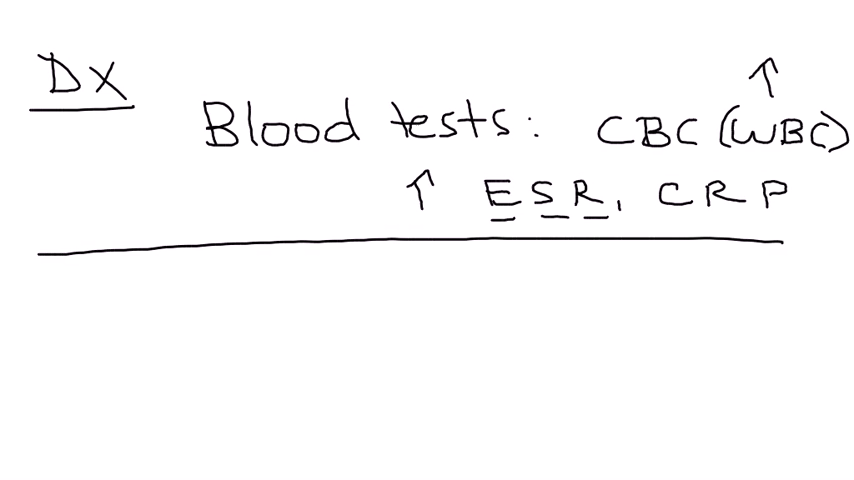 DX
↑
Blood tests: CBC (WBC)
↑ ESR, CRP